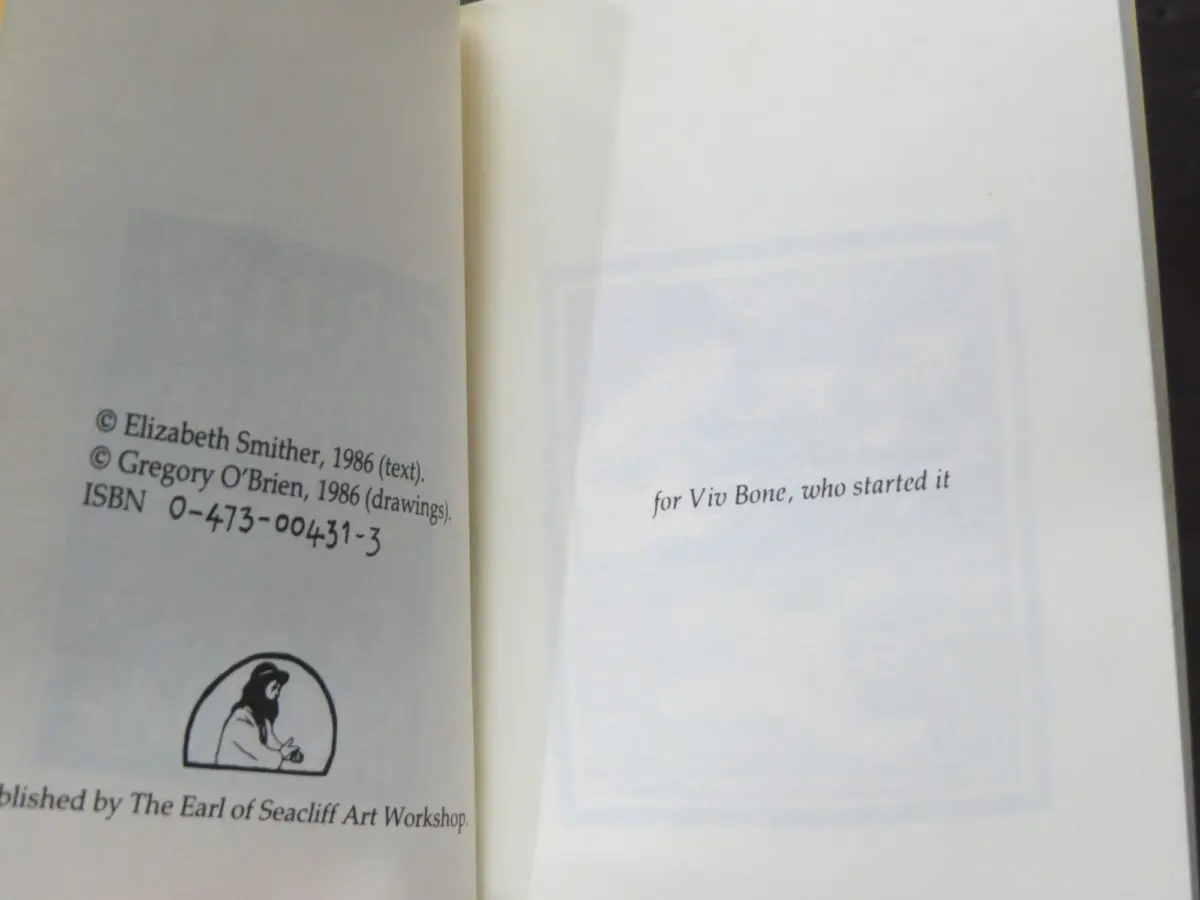 © Elizabeth Smither, 1986 (text).
© Gregory O'Brien, 1986 (drawings).
ISBN 0-473-00431-3
by The Earl of Seacliff Art Workshop.
for Viv Bone, who started it